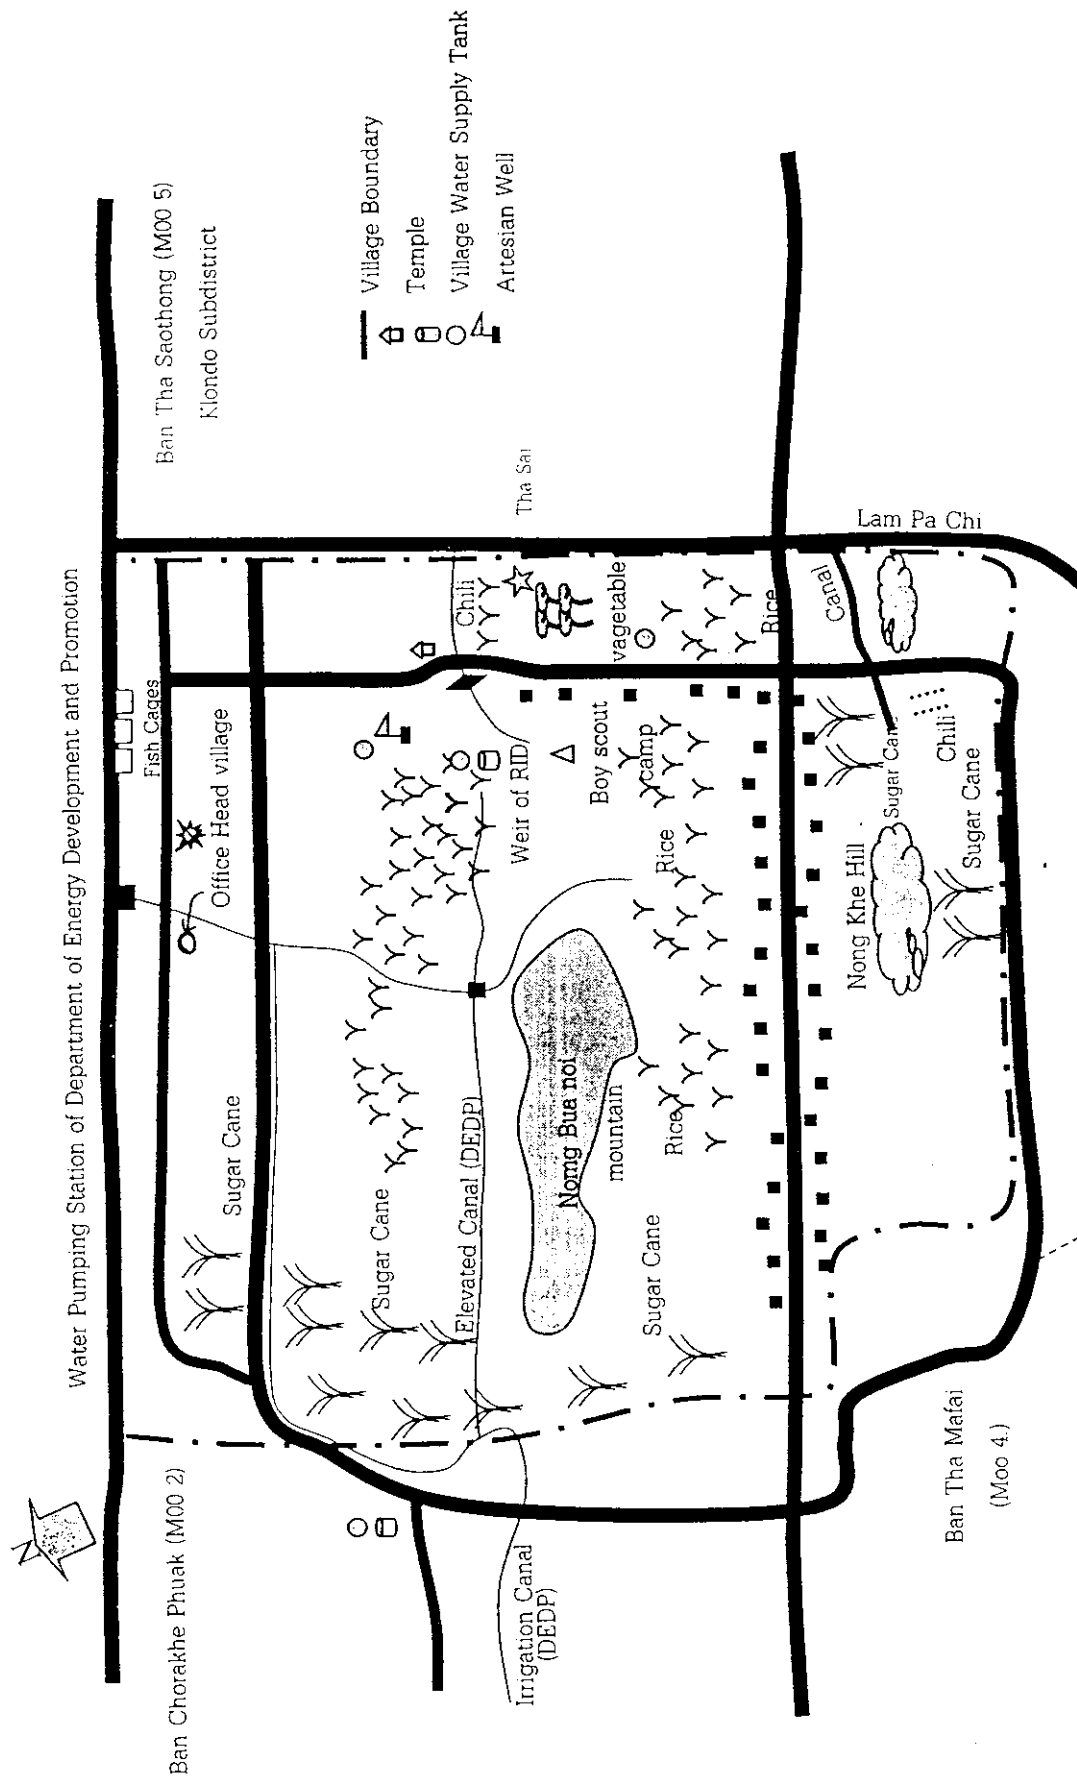 Water Pumping Station of Department of Energy Development and Promotion
N
Ban Chorakhe Phuak (M00 2)
Ban Tha Saothong (M00 5)
Klondo Subdistrict
Fish Cages
Office Head village
Sugar Cane
Village Boundary
Temple
Village Water Supply Tank
Artesian Well
Sugar Cane
Elevated Canal (DEDP)
Weir of RID
Chili
Tha Sai
Irrigation Canal
(DEDP)
Nomg Bua noi
mountain
Boy scout
camp
vagetable
Sugar Cane
Rice
Rice
Rice
Canal
Lam Pa Chi
Nong Khe Hill
Sugar Cane
Chili
Sugar Cane
Ban Tha Mafai
(Moo 4.)